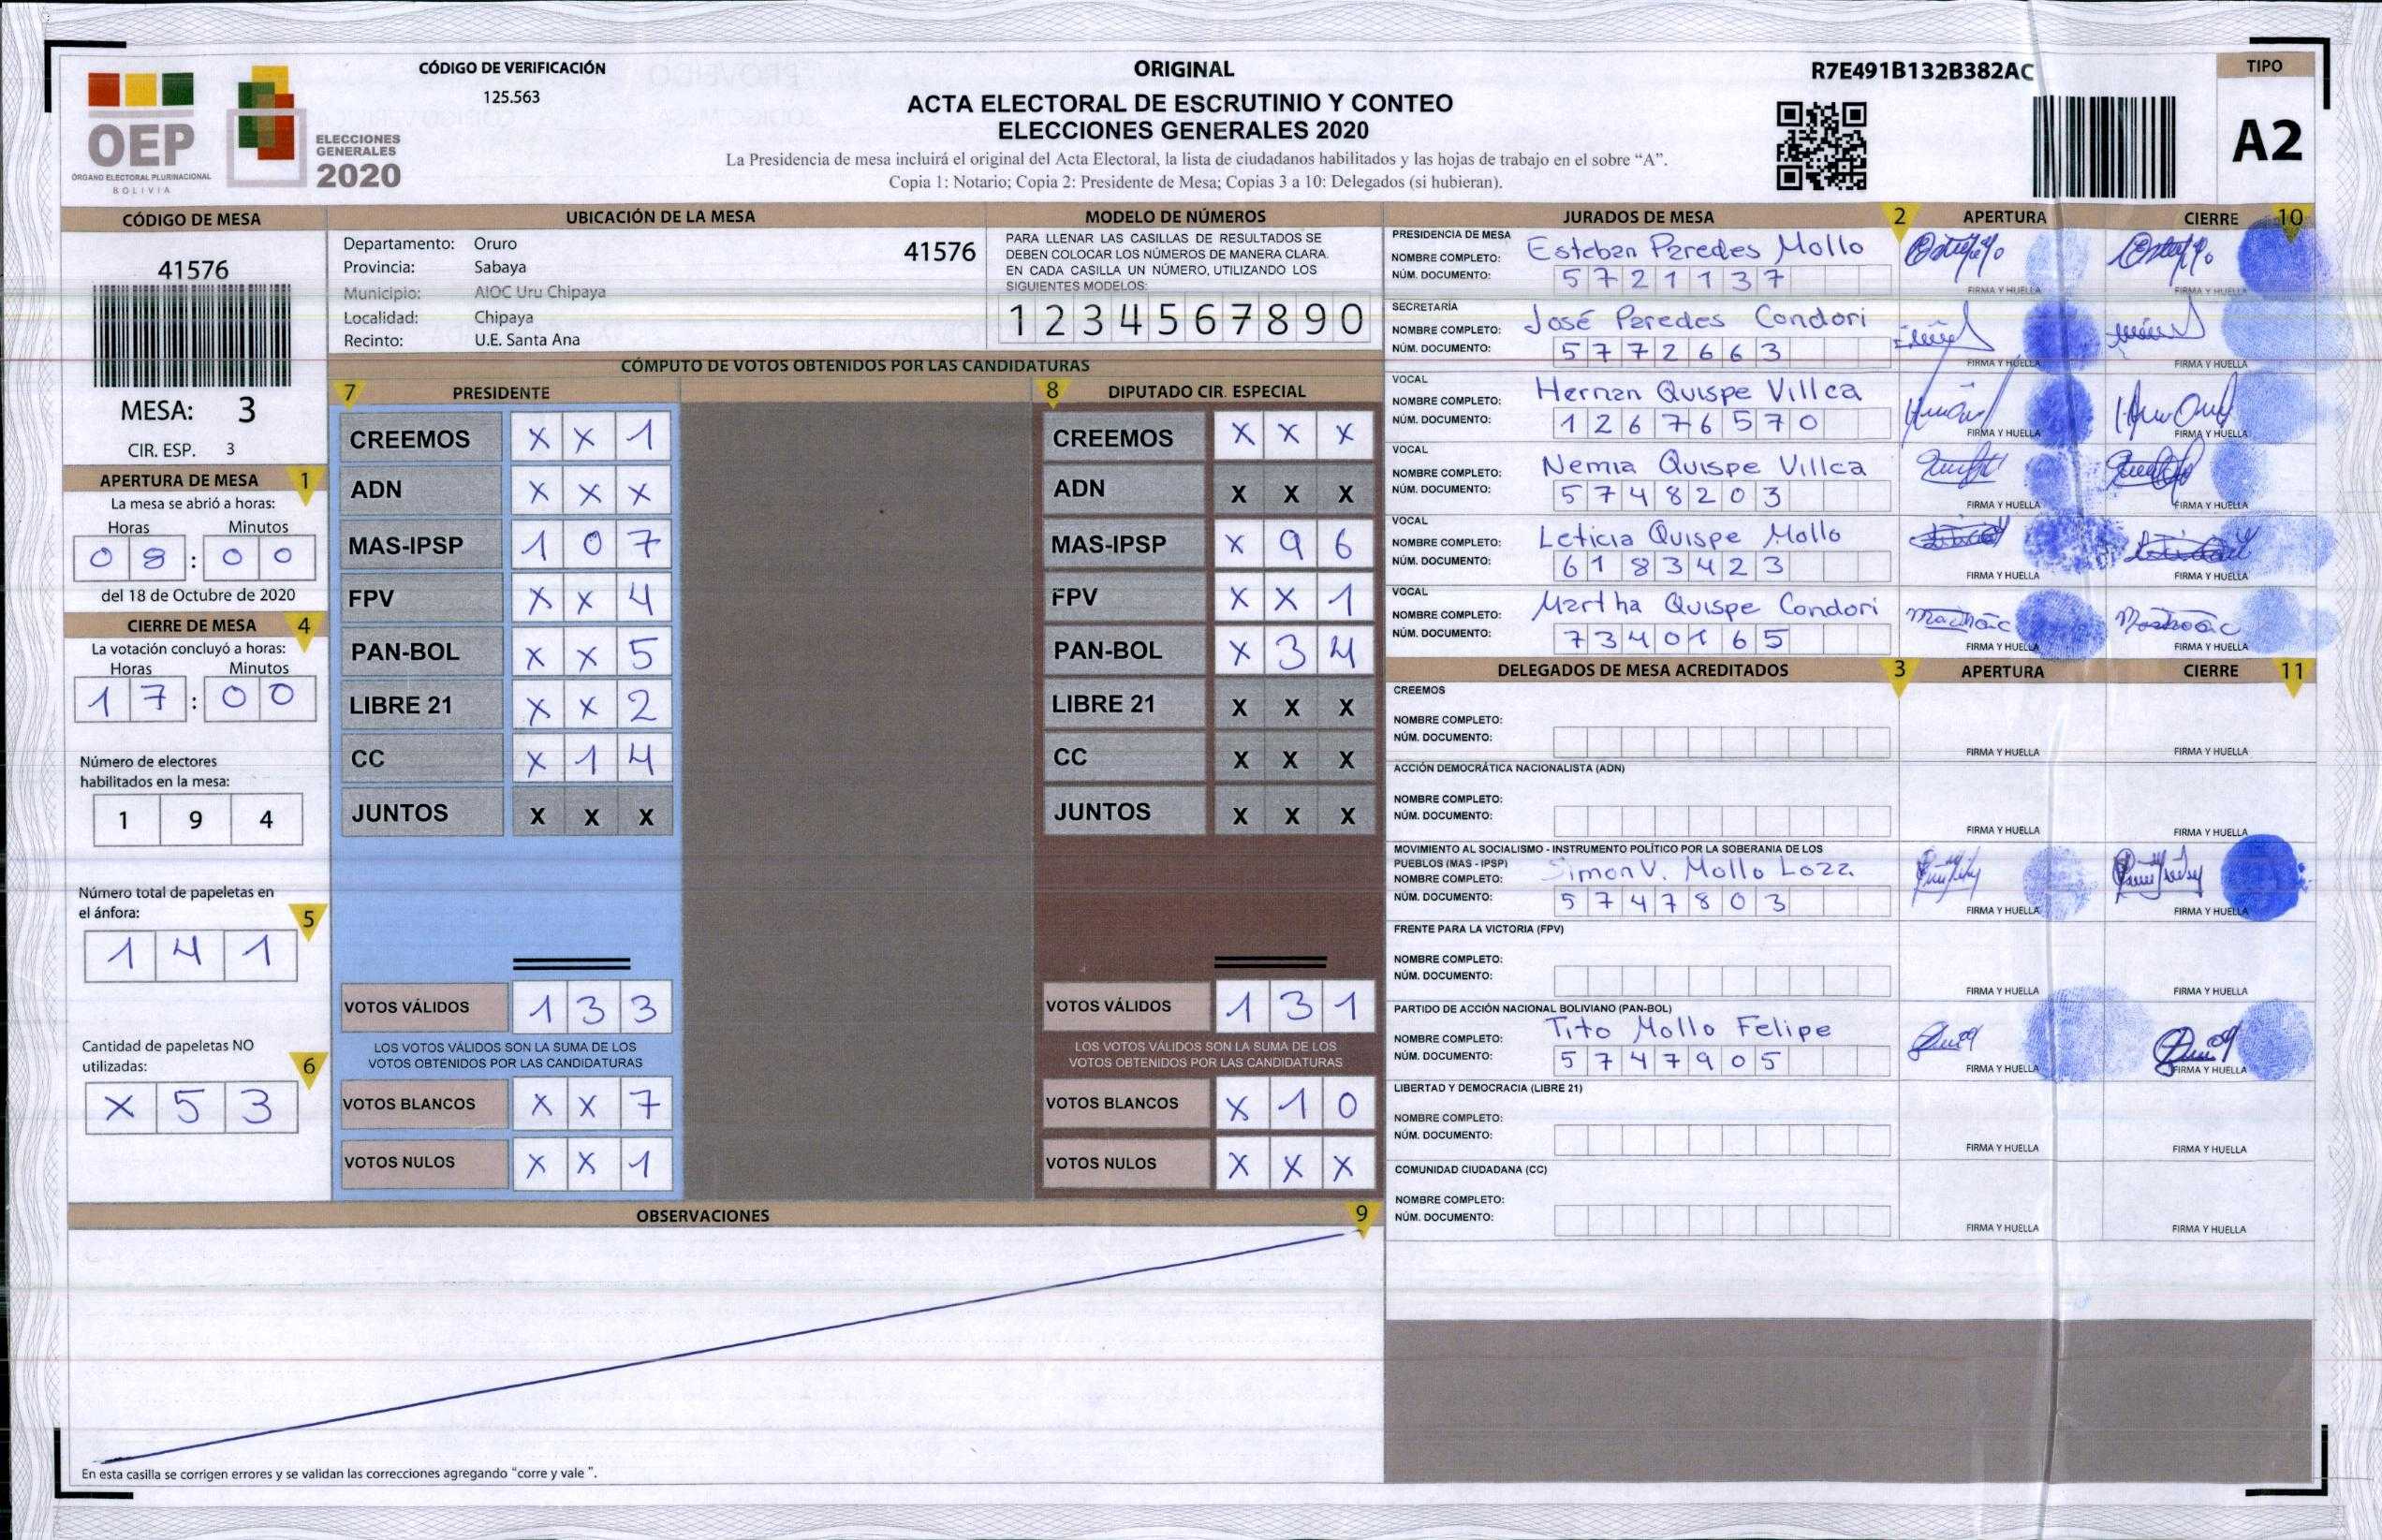 CÓDIGO DE VERIFICACIÓN
125.563
ORIGINAL
ACTA ELECTORAL DE ESCRUTINIO Y CONTEO
ELECCIONES GENERALES 2020
La Presidencia de mesa incluirá el original del Acta Electoral, la lista de ciudadanos habilitados y las hojas de trabajo en el sobre “A”.
Copia 1: Notario; Copia 2: Presidente de Mesa; Copias 3 a 10: Delegados (si hubieran).
R7E491B132B382AC
TIPO
A2
OEP
ÓRGANO ELECTORAL PLURINACIONAL
BOLIVIA
ELECCIONES
GENERALES
2020
CÓDIGO DE MESA
41576
MESA: 3
CIR. ESP. 3
APERTURA DE MESA 1
La mesa se abrió a horas:
Horas Minutos
0 8 : 0 0
del 18 de Octubre de 2020
CIERRE DE MESA 4
La votación concluyó a horas:
Horas Minutos
1 7 : 0 0
Número de electores
habilitados en la mesa:
1 9 4
Número total de papeletas en
el ánfora:
5
1 4 1
Cantidad de papeletas NO
utilizadas:
6
X 5 3
UBICACIÓN DE LA MESA
Departamento: Oruro 41576
Provincia: Sabaya
Municipio: AIOC Uru Chipaya
Localidad: Chipaya
Recinto: U.E. Santa Ana
MODELO DE NÚMEROS
PARA LLENAR LAS CASILLAS DE RESULTADOS SE
DEBEN COLOCAR LOS NÚMEROS DE MANERA CLARA.
EN CADA CASILLA UN NÚMERO, UTILIZANDO LOS
SIGUIENTES MODELOS:
1 2 3 4 5 6 7 8 9 0
CÓMPUTO DE VOTOS OBTENIDOS POR LAS CANDIDATURAS
7 PRESIDENTE
CREEMOS X X 1
ADN X X X
MAS-IPSP 1 0 7
FPV X X 4
PAN-BOL X X 5
LIBRE 21 X X 2
CC X 1 4
JUNTOS X X X
VOTOS VÁLIDOS 1 3 3
LOS VOTOS VÁLIDOS SON LA SUMA DE LOS
VOTOS OBTENIDOS POR LAS CANDIDATURAS
VOTOS BLANCOS X X 7
VOTOS NULOS X X 1
8 DIPUTADO CIR. ESPECIAL
CREEMOS X X X
ADN X X X
MAS-IPSP X 9 6
FPV X X 1
PAN-BOL X 3 4
LIBRE 21 X X X
CC X X X
JUNTOS X X X
VOTOS VÁLIDOS 1 3 1
LOS VOTOS VÁLIDOS SON LA SUMA DE LOS
VOTOS OBTENIDOS POR LAS CANDIDATURAS
VOTOS BLANCOS X 1 0
VOTOS NULOS X X X
OBSERVACIONES 9
En esta casilla se corrigen errores y se validan las correcciones agregando “corre y vale ”.
JURADOS DE MESA 2 APERTURA CIERRE 10
PRESIDENCIA DE MESA
NOMBRE COMPLETO: Esteban Paredes Mollo
NÚM. DOCUMENTO: 5 7 2 1 1 3 7
FIRMA Y HUELLA FIRMA Y HUELLA
SECRETARÍA
NOMBRE COMPLETO: José Paredes Condori
NÚM. DOCUMENTO: 5 7 7 2 6 6 3
FIRMA Y HUELLA FIRMA Y HUELLA
VOCAL
NOMBRE COMPLETO: Hernan Quispe Villca
NÚM. DOCUMENTO: 1 2 6 7 6 5 7 0
FIRMA Y HUELLA FIRMA Y HUELLA
VOCAL
NOMBRE COMPLETO: Nemia Quispe Villca
NÚM. DOCUMENTO: 5 7 4 8 2 0 3
FIRMA Y HUELLA FIRMA Y HUELLA
VOCAL
NOMBRE COMPLETO: Leticia Quispe Mollo
NÚM. DOCUMENTO: 6 1 8 3 4 2 3
FIRMA Y HUELLA FIRMA Y HUELLA
VOCAL
NOMBRE COMPLETO: Martha Quispe Condori
NÚM. DOCUMENTO: 7 3 4 0 1 6 5
FIRMA Y HUELLA FIRMA Y HUELLA
DELEGADOS DE MESA ACREDITADOS 3 APERTURA CIERRE 11
CREEMOS
NOMBRE COMPLETO:
NÚM. DOCUMENTO:
FIRMA Y HUELLA FIRMA Y HUELLA
ACCIÓN DEMOCRÁTICA NACIONALISTA (ADN)
NOMBRE COMPLETO:
NÚM. DOCUMENTO:
FIRMA Y HUELLA FIRMA Y HUELLA
MOVIMIENTO AL SOCIALISMO - INSTRUMENTO POLÍTICO POR LA SOBERANIA DE LOS
PUEBLOS (MAS - IPSP)
NOMBRE COMPLETO: Simon V. Mollo Loza
NÚM. DOCUMENTO: 5 7 4 7 8 0 3
FIRMA Y HUELLA FIRMA Y HUELLA
FRENTE PARA LA VICTORIA (FPV)
NOMBRE COMPLETO:
NÚM. DOCUMENTO:
FIRMA Y HUELLA FIRMA Y HUELLA
PARTIDO DE ACCIÓN NACIONAL BOLIVIANO (PAN-BOL)
NOMBRE COMPLETO: Tito Mollo Felipe
NÚM. DOCUMENTO: 5 7 4 7 9 0 5
FIRMA Y HUELLA FIRMA Y HUELLA
LIBERTAD Y DEMOCRACIA (LIBRE 21)
NOMBRE COMPLETO:
NÚM. DOCUMENTO:
FIRMA Y HUELLA FIRMA Y HUELLA
COMUNIDAD CIUDADANA (CC)
NOMBRE COMPLETO:
NÚM. DOCUMENTO:
FIRMA Y HUELLA FIRMA Y HUELLA